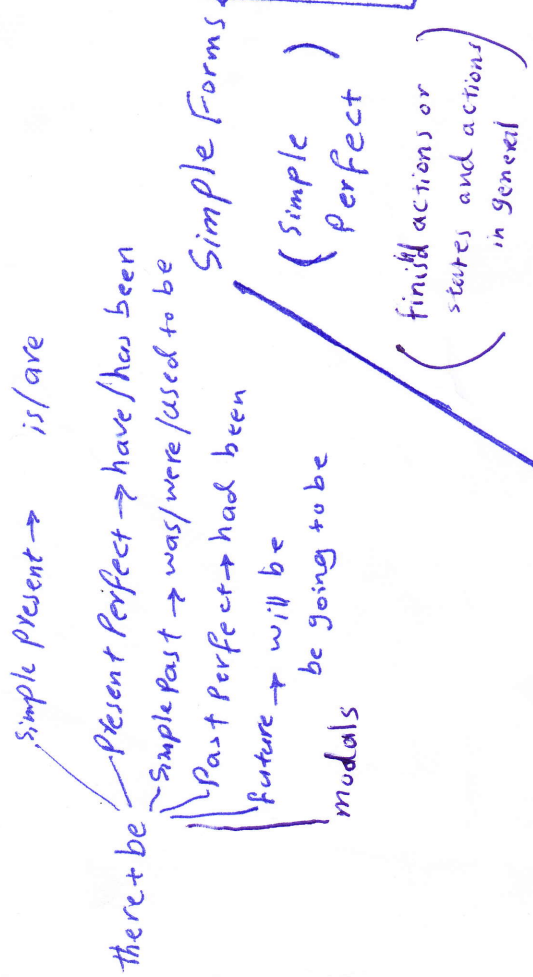 Simple Present → is/are
there + be
Present Perfect → have/has been
Simple Past → was/were/used to be
Past Perfect → had been
future → will be
be going to be
modals
Simple Forms
(Simple
Perfect)
(finis'd actions or
states and actions
in general)